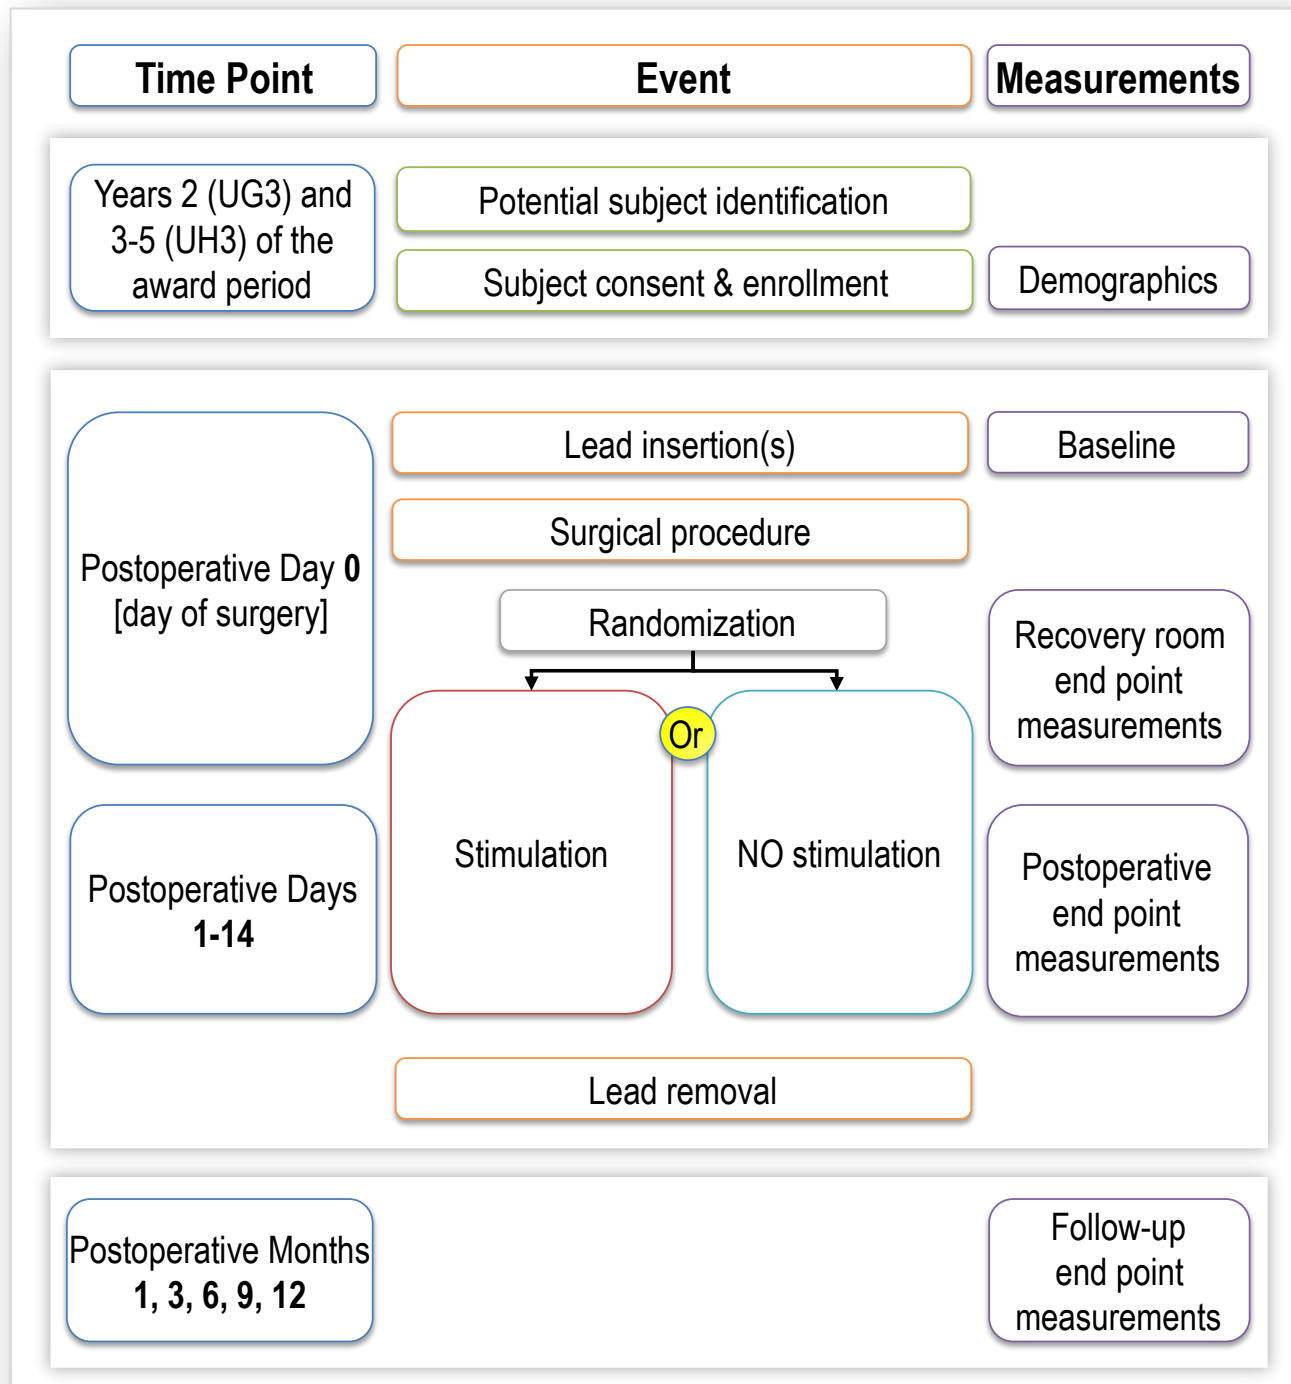 Time Point
Event
Measurements
Years 2 (UG3) and
3-5 (UH3) of the
award period
Potential subject identification
Subject consent & enrollment
Demographics
Postoperative Day 0
[day of surgery]
Lead insertion(s)
Baseline
Surgical procedure
Randomization
Recovery room
end point
measurements
Or
Stimulation
NO stimulation
Postoperative Days
1-14
Postoperative
end point
measurements
Lead removal
Postoperative Months
1, 3, 6, 9, 12
Follow-up
end point
measurements